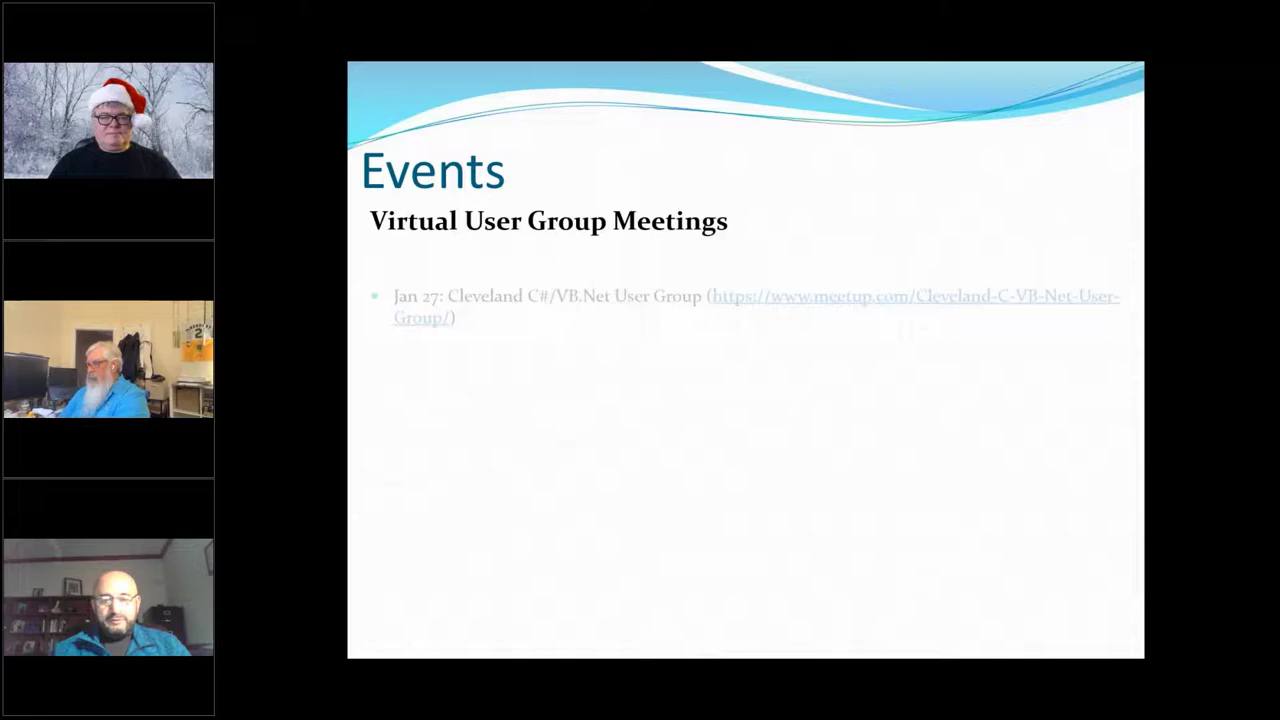 Events
Virtual User Group Meetings
Jan 27: Cleveland C#/VB.Net User Group (https://www.meetup.com/Cleveland-C-VB-Net-User-
Group/)
2